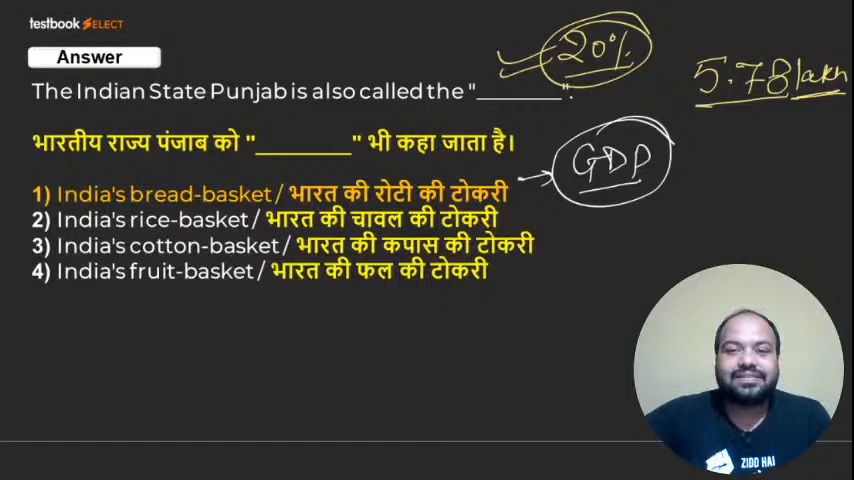 testbook SELECT
Answer
20%
5.78 lakh
The Indian State Punjab is also called the "_________".
भारतीय राज्य पंजाब को "_________" भी कहा जाता है।
GDP
1) India's bread-basket / भारत की रोटी की टोकरी
2) India's rice-basket / भारत की चावल की टोकरी
3) India's cotton-basket / भारत की कपास की टोकरी
4) India's fruit-basket / भारत की फल की टोकरी
ZIDD HAI